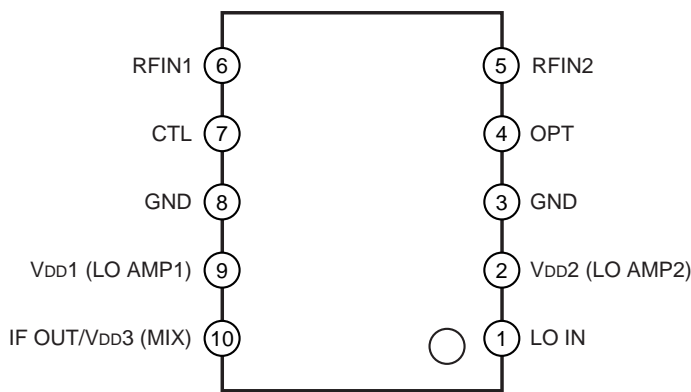 RFIN1 6 5 RFIN2
CTL 7 4 OPT
GND 8 3 GND
VDD1 (LO AMP1) 9 2 VDD2 (LO AMP2)
IF OUT/VDD3 (MIX) 10 1 LO IN